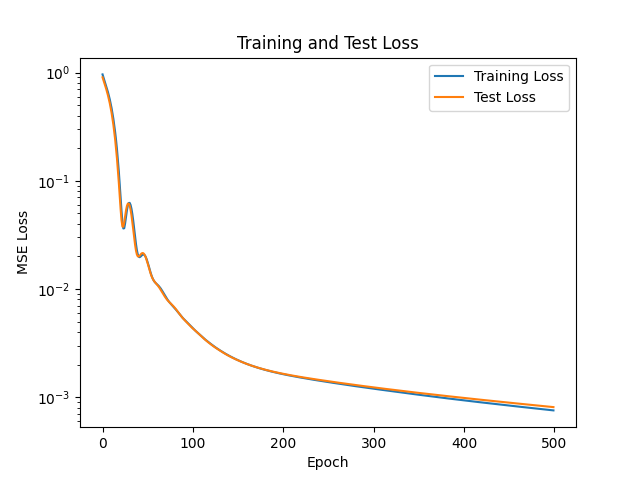 Training and Test Loss
Training Loss
Test Loss
MSE Loss
10^0
10^-1
10^-2
10^-3
0 100 200 300 400 500
Epoch